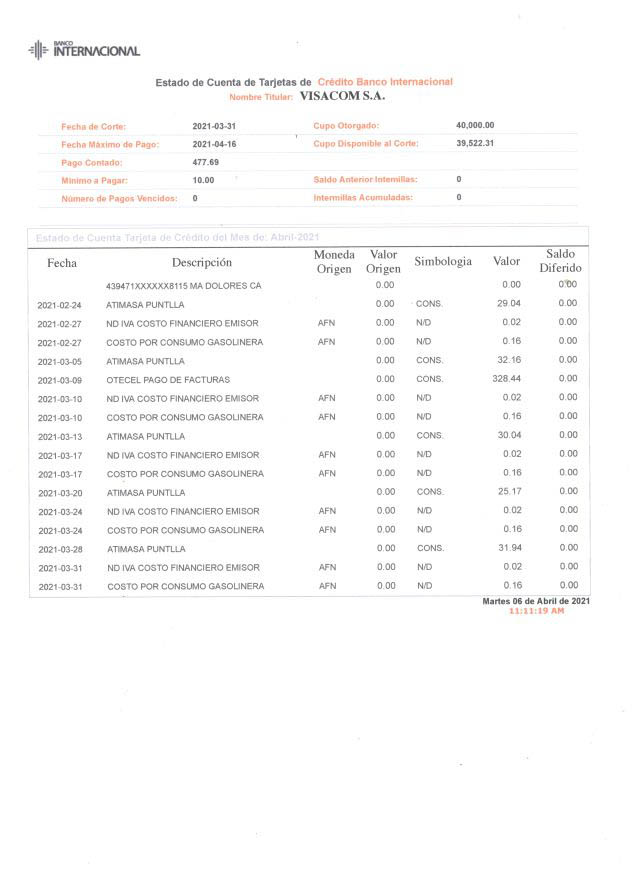 BANCO
INTERNACIONAL
Estado de Cuenta de Tarjetas de Crédito Banco Internacional
Nombre Titular: VISACOM S.A.
Fecha de Corte: 2021-03-31 Cupo Otorgado: 40,000.00
Fecha Máximo de Pago: 2021-04-16 Cupo Disponible al Corte: 39,522.31
Pago Contado: 477.69
Minimo a Pagar: 10.00 Saldo Anterior Intemillas: 0
Número de Pagos Vencidos: 0 Intermillas Acumuladas: 0
Estado de Cuenta Tarjeta de Crédito del Mes de: Abril-2021
Fecha Descripción Moneda Origen Valor Origen Simbologia Valor Saldo Diferido
439471XXXXXX8115 MA DOLORES CA 0.00 0.00 0.00
2021-02-24 ATIMASA PUNTLLA 0.00 CONS. 29.04 0.00
2021-02-27 ND IVA COSTO FINANCIERO EMISOR AFN 0.00 N/D 0.02 0.00
2021-02-27 COSTO POR CONSUMO GASOLINERA AFN 0.00 N/D 0.16 0.00
2021-03-05 ATIMASA PUNTLLA 0.00 CONS. 32.16 0.00
2021-03-09 OTECEL PAGO DE FACTURAS 0.00 CONS. 328.44 0.00
2021-03-10 ND IVA COSTO FINANCIERO EMISOR AFN 0.00 N/D 0.02 0.00
2021-03-10 COSTO POR CONSUMO GASOLINERA AFN 0.00 N/D 0.16 0.00
2021-03-13 ATIMASA PUNTLLA 0.00 CONS. 30.04 0.00
2021-03-17 ND IVA COSTO FINANCIERO EMISOR AFN 0.00 N/D 0.02 0.00
2021-03-17 COSTO POR CONSUMO GASOLINERA AFN 0.00 N/D 0.16 0.00
2021-03-20 ATIMASA PUNTLLA 0.00 CONS. 25.17 0.00
2021-03-24 ND IVA COSTO FINANCIERO EMISOR AFN 0.00 N/D 0.02 0.00
2021-03-24 COSTO POR CONSUMO GASOLINERA AFN 0.00 N/D 0.16 0.00
2021-03-28 ATIMASA PUNTLLA 0.00 CONS. 31.94 0.00
2021-03-31 ND IVA COSTO FINANCIERO EMISOR AFN 0.00 N/D 0.02 0.00
2021-03-31 COSTO POR CONSUMO GASOLINERA AFN 0.00 N/D 0.16 0.00
Martes 06 de Abril de 2021
11:11:19 AM